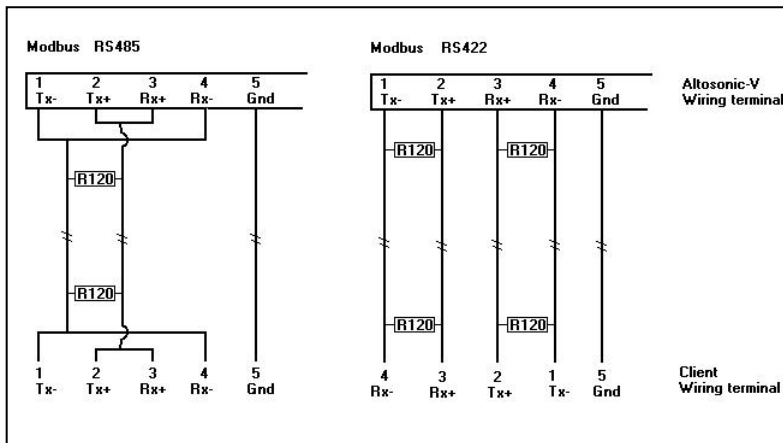 Modbus RS485
1 2 3 4 5
Tx- Tx+ Rx+ Rx- Gnd
R120
R120
1 2 3 4 5
Tx- Tx+ Rx+ Rx- Gnd
Modbus RS422
1 2 3 4 5
Tx- Tx+ Rx+ Rx- Gnd
Altosonic-V
Wiring terminal
R120 R120
R120 R120
4 3 2 1 5
Rx- Rx+ Tx+ Tx- Gnd
Client
Wiring terminal